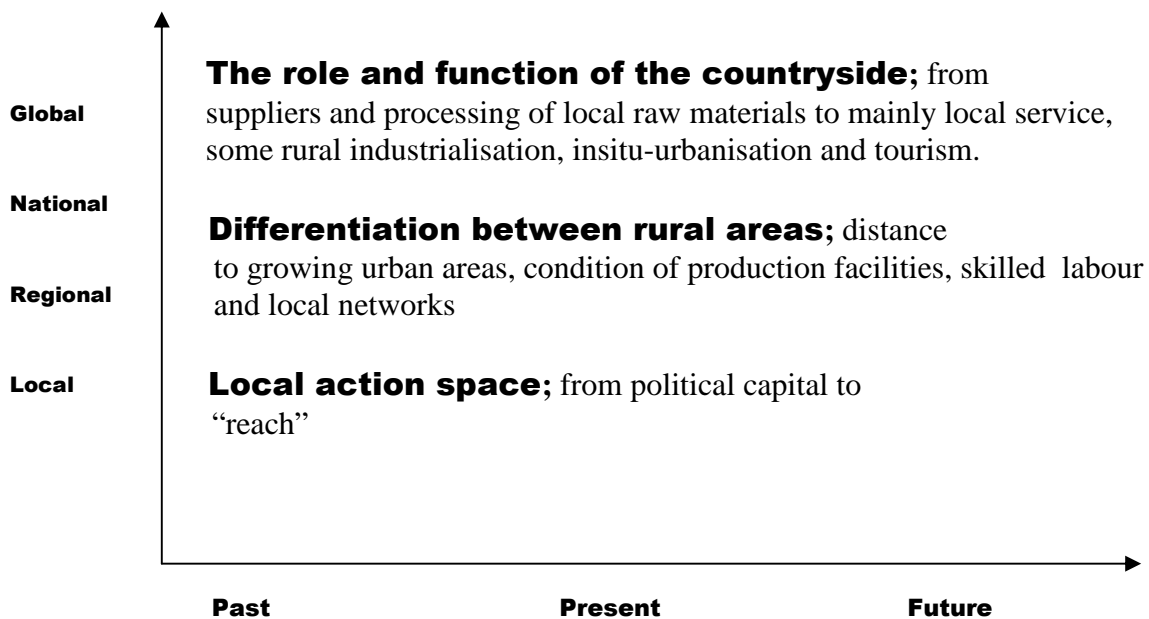 The role and function of the countryside; from
Global
suppliers and processing of local raw materials to mainly local service,
some rural industrialisation, insitu-urbanisation and tourism.
National
Differentiation between rural areas; distance
to growing urban areas, condition of production facilities, skilled labour
Regional
and local networks
Local
Local action space; from political capital to
“reach”
Past
Present
Future